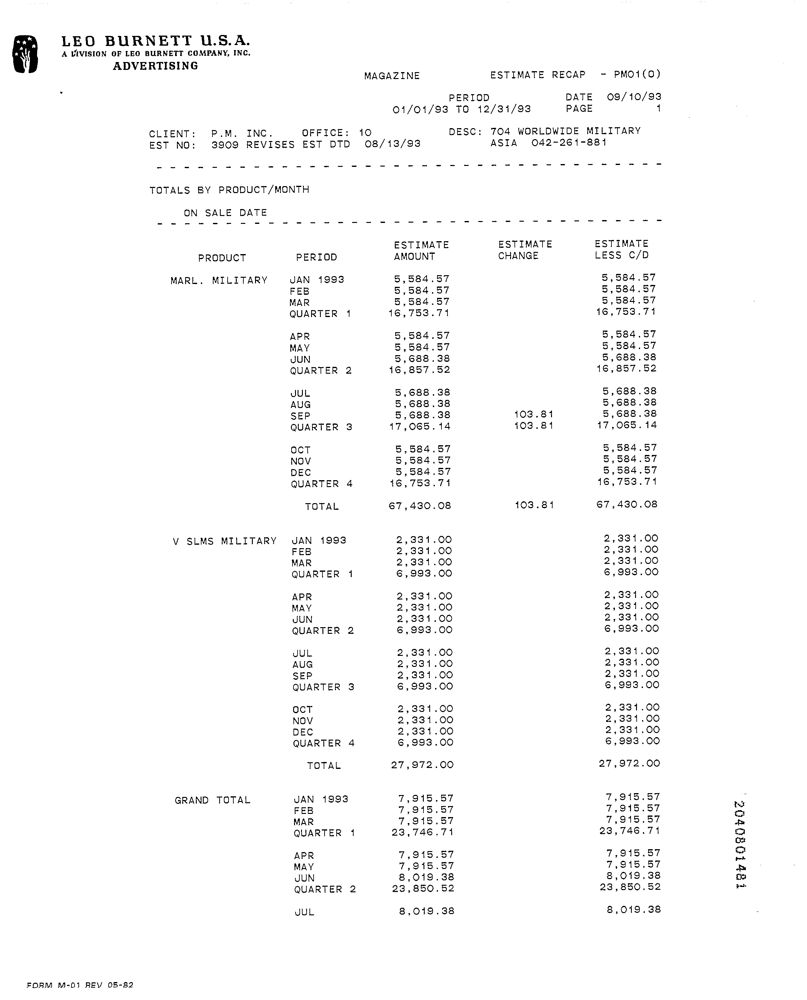 LEO BURNETT U.S.A.
A DIVISION OF LEO BURNETT COMPANY, INC.
ADVERTISING
MAGAZINE ESTIMATE RECAP - PM01(0)
PERIOD DATE 09/10/93
01/01/93 TO 12/31/93 PAGE 1
CLIENT: P.M. INC. OFFICE: 10 DESC: 704 WORLDWIDE MILITARY
EST NO: 3909 REVISES EST DTD 08/13/93 ASIA 042-261-881
- - - - - - - - - - - - - - - - - - - - - - - - - - - - - - - - - - - - -
TOTALS BY PRODUCT/MONTH
ON SALE DATE
- - - - - - - - - - - - - - - - - - - - - - - - - - - - - - - - - - - - -
ESTIMATE ESTIMATE ESTIMATE
PRODUCT PERIOD AMOUNT CHANGE LESS C/D
MARL. MILITARY JAN 1993 5,584.57 5,584.57
FEB 5,584.57 5,584.57
MAR 5,584.57 5,584.57
QUARTER 1 16,753.71 16,753.71
APR 5,584.57 5,584.57
MAY 5,584.57 5,584.57
JUN 5,688.38 5,688.38
QUARTER 2 16,857.52 16,857.52
JUL 5,688.38 5,688.38
AUG 5,688.38 5,688.38
SEP 5,688.38 103.81 5,688.38
QUARTER 3 17,065.14 103.81 17,065.14
OCT 5,584.57 5,584.57
NOV 5,584.57 5,584.57
DEC 5,584.57 5,584.57
QUARTER 4 16,753.71 16,753.71
TOTAL 67,430.08 103.81 67,430.08
V SLMS MILITARY JAN 1993 2,331.00 2,331.00
FEB 2,331.00 2,331.00
MAR 2,331.00 2,331.00
QUARTER 1 6,993.00 6,993.00
APR 2,331.00 2,331.00
MAY 2,331.00 2,331.00
JUN 2,331.00 2,331.00
QUARTER 2 6,993.00 6,993.00
JUL 2,331.00 2,331.00
AUG 2,331.00 2,331.00
SEP 2,331.00 2,331.00
QUARTER 3 6,993.00 6,993.00
OCT 2,331.00 2,331.00
NOV 2,331.00 2,331.00
DEC 2,331.00 2,331.00
QUARTER 4 6,993.00 6,993.00
TOTAL 27,972.00 27,972.00
GRAND TOTAL JAN 1993 7,915.57 7,915.57
FEB 7,915.57 7,915.57
MAR 7,915.57 7,915.57
QUARTER 1 23,746.71 23,746.71
APR 7,915.57 7,915.57
MAY 7,915.57 7,915.57
JUN 8,019.38 8,019.38
QUARTER 2 23,850.52 23,850.52
JUL 8,019.38 8,019.38
2040801481
FORM M-01 REV 05-82